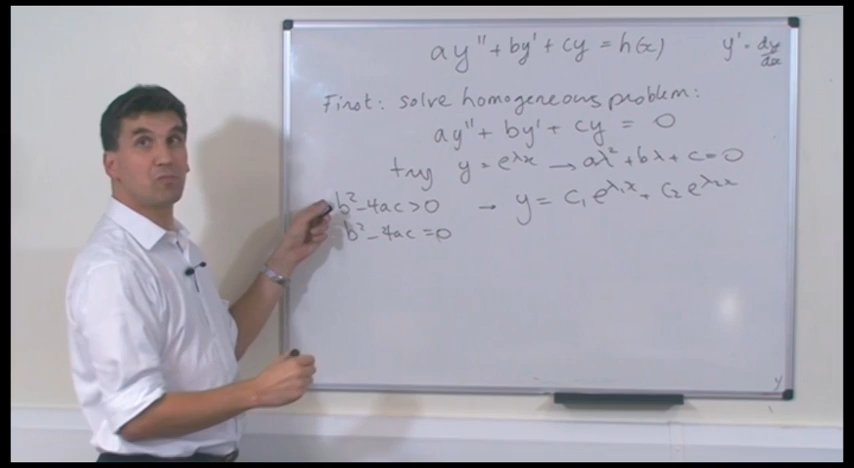 ay'' + by' + cy = h(x) y' = dy/dx
First: solve homogeneous problem:
ay'' + by' + cy = 0
try y = e^λx → aλ² + bλ + c = 0
b² - 4ac > 0 → y = c₁e^λ₁x + c₂e^λ₂x
b² - 4ac = 0
y